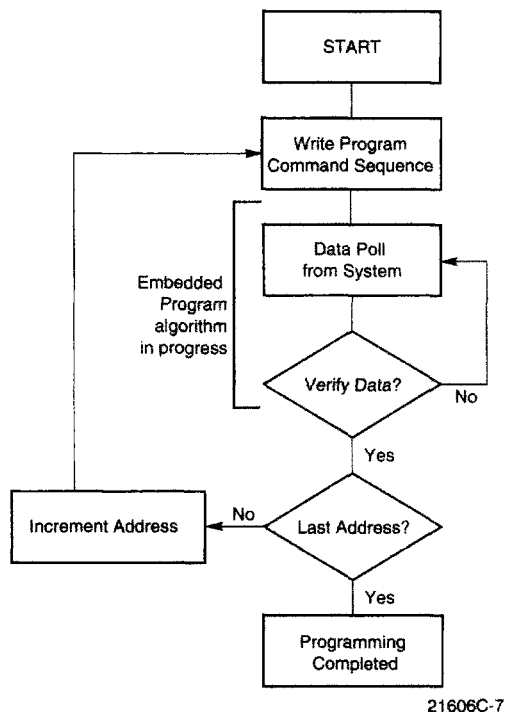 START
Write Program
Command Sequence
Data Poll
from System
Embedded
Program
algorithm
in progress
Verify Data?
No
Yes
Increment Address
No
Last Address?
Yes
Programming
Completed
21606C-7